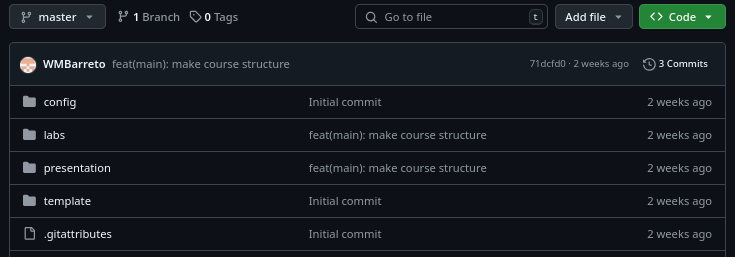 master 1 Branch 0 Tags Go to file t Add file Code
WMBarreto feat(main): make course structure 71dcfd0 · 2 weeks ago 3 Commits
config Initial commit 2 weeks ago
labs feat(main): make course structure 2 weeks ago
presentation feat(main): make course structure 2 weeks ago
template Initial commit 2 weeks ago
.gitattributes Initial commit 2 weeks ago